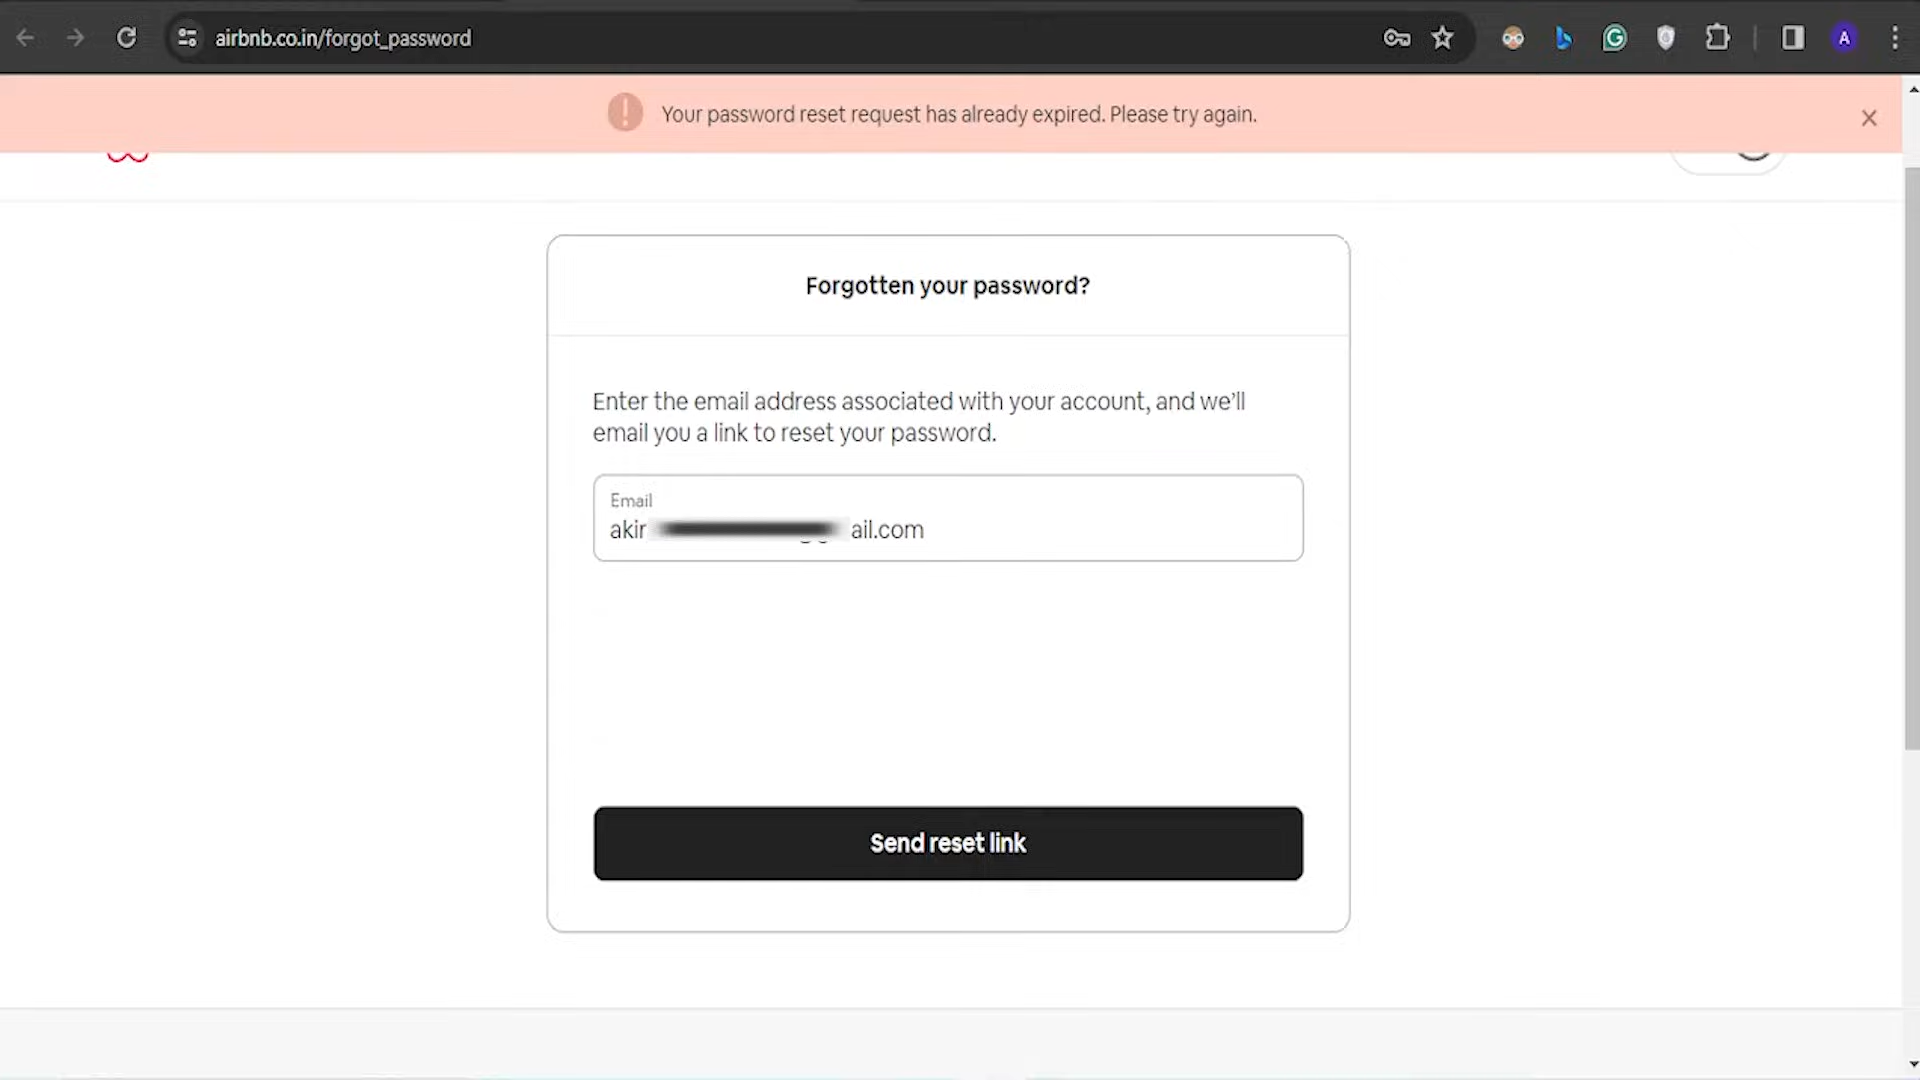 airbnb.co.in/forgot_password
A
Your password reset request has already expired. Please try again.
Forgotten your password?
Enter the email address associated with your account, and we'll
email you a link to reset your password.
Email
akir ail.com
Send reset link